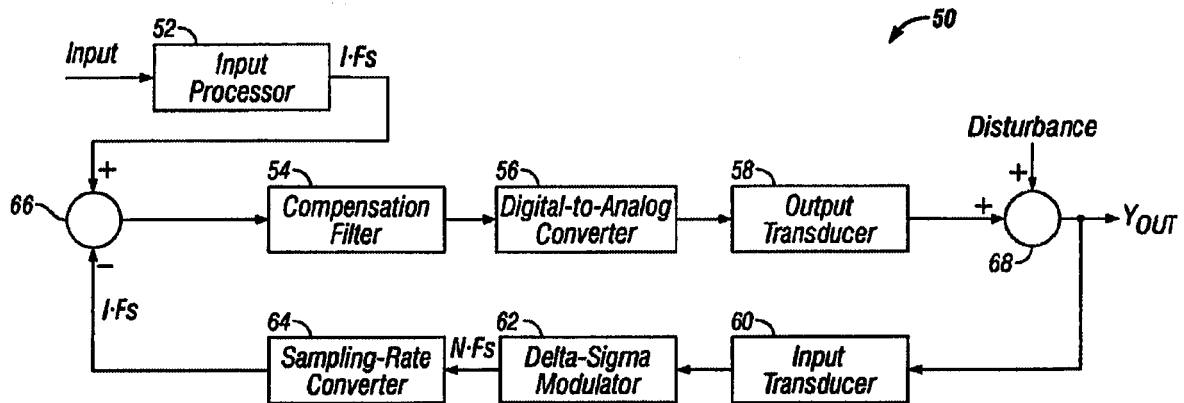 50
52
Input
Input
Processor
I·Fs
Disturbance
+
+
66
54
Compensation
Filter
56
Digital-to-Analog
Converter
58
Output
Transducer
+
68
Y_OUT
−
I·Fs
64
Sampling-Rate
Converter
N·Fs
62
Delta-Sigma
Modulator
60
Input
Transducer